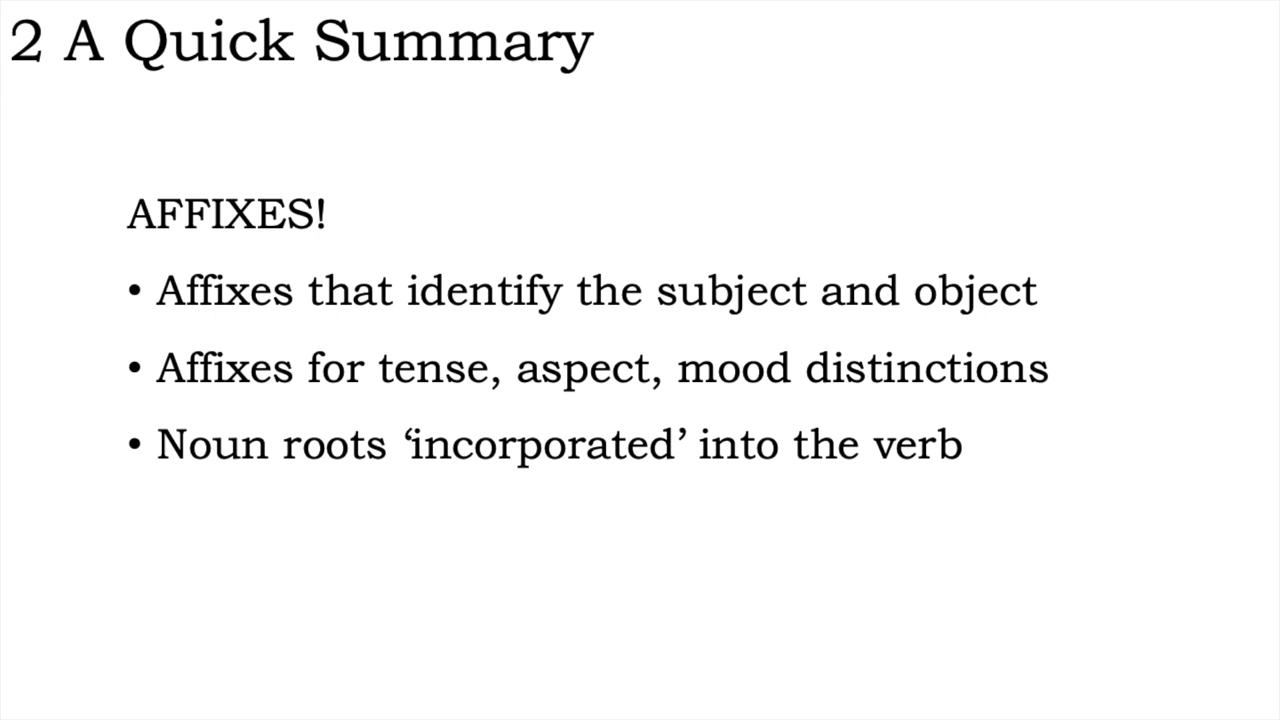 2 A Quick Summary
AFFIXES!
• Affixes that identify the subject and object
• Affixes for tense, aspect, mood distinctions
• Noun roots ‘incorporated’ into the verb